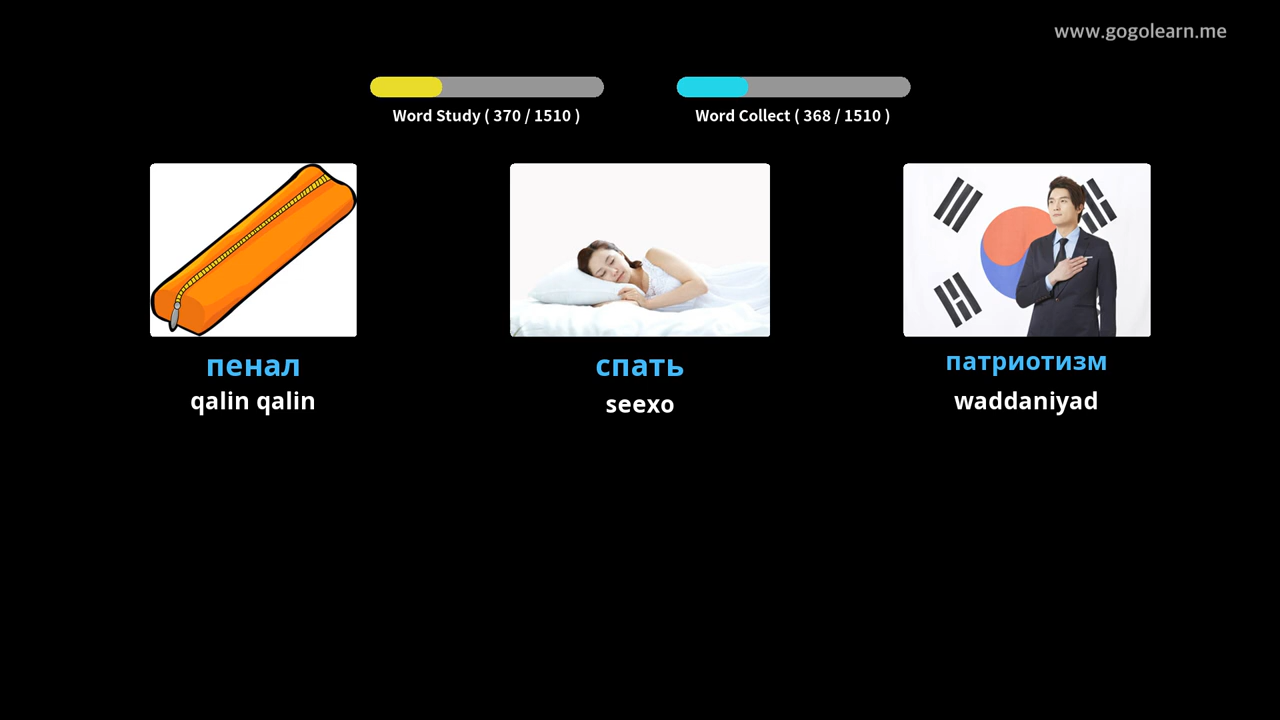 www.gogolearn.me
Word Study ( 370 / 1510 )
Word Collect ( 368 / 1510 )
пенал
qalin qalin
спать
seexo
патриотизм
waddaniyad